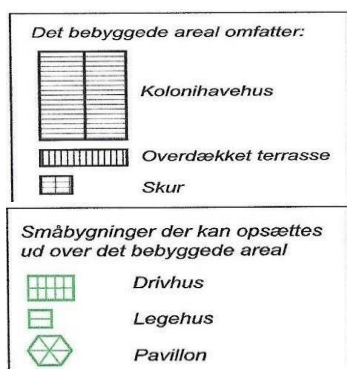 Det bebyggede areal omfatter:
Kolonihavehus
Overdækket terrasse
Skur
Småbygninger der kan opsættes
ud over det bebyggede areal
Drivhus
Legehus
Pavillon